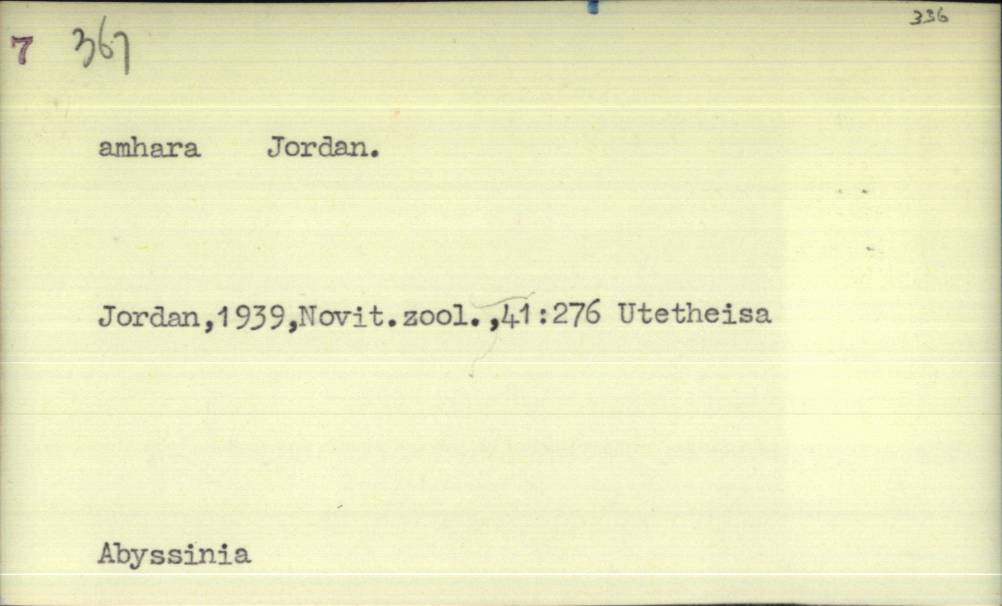 336
7 367
amhara Jordan.
Jordan,1939,Novit.zool.,41:276 Utetheisa
Abyssinia